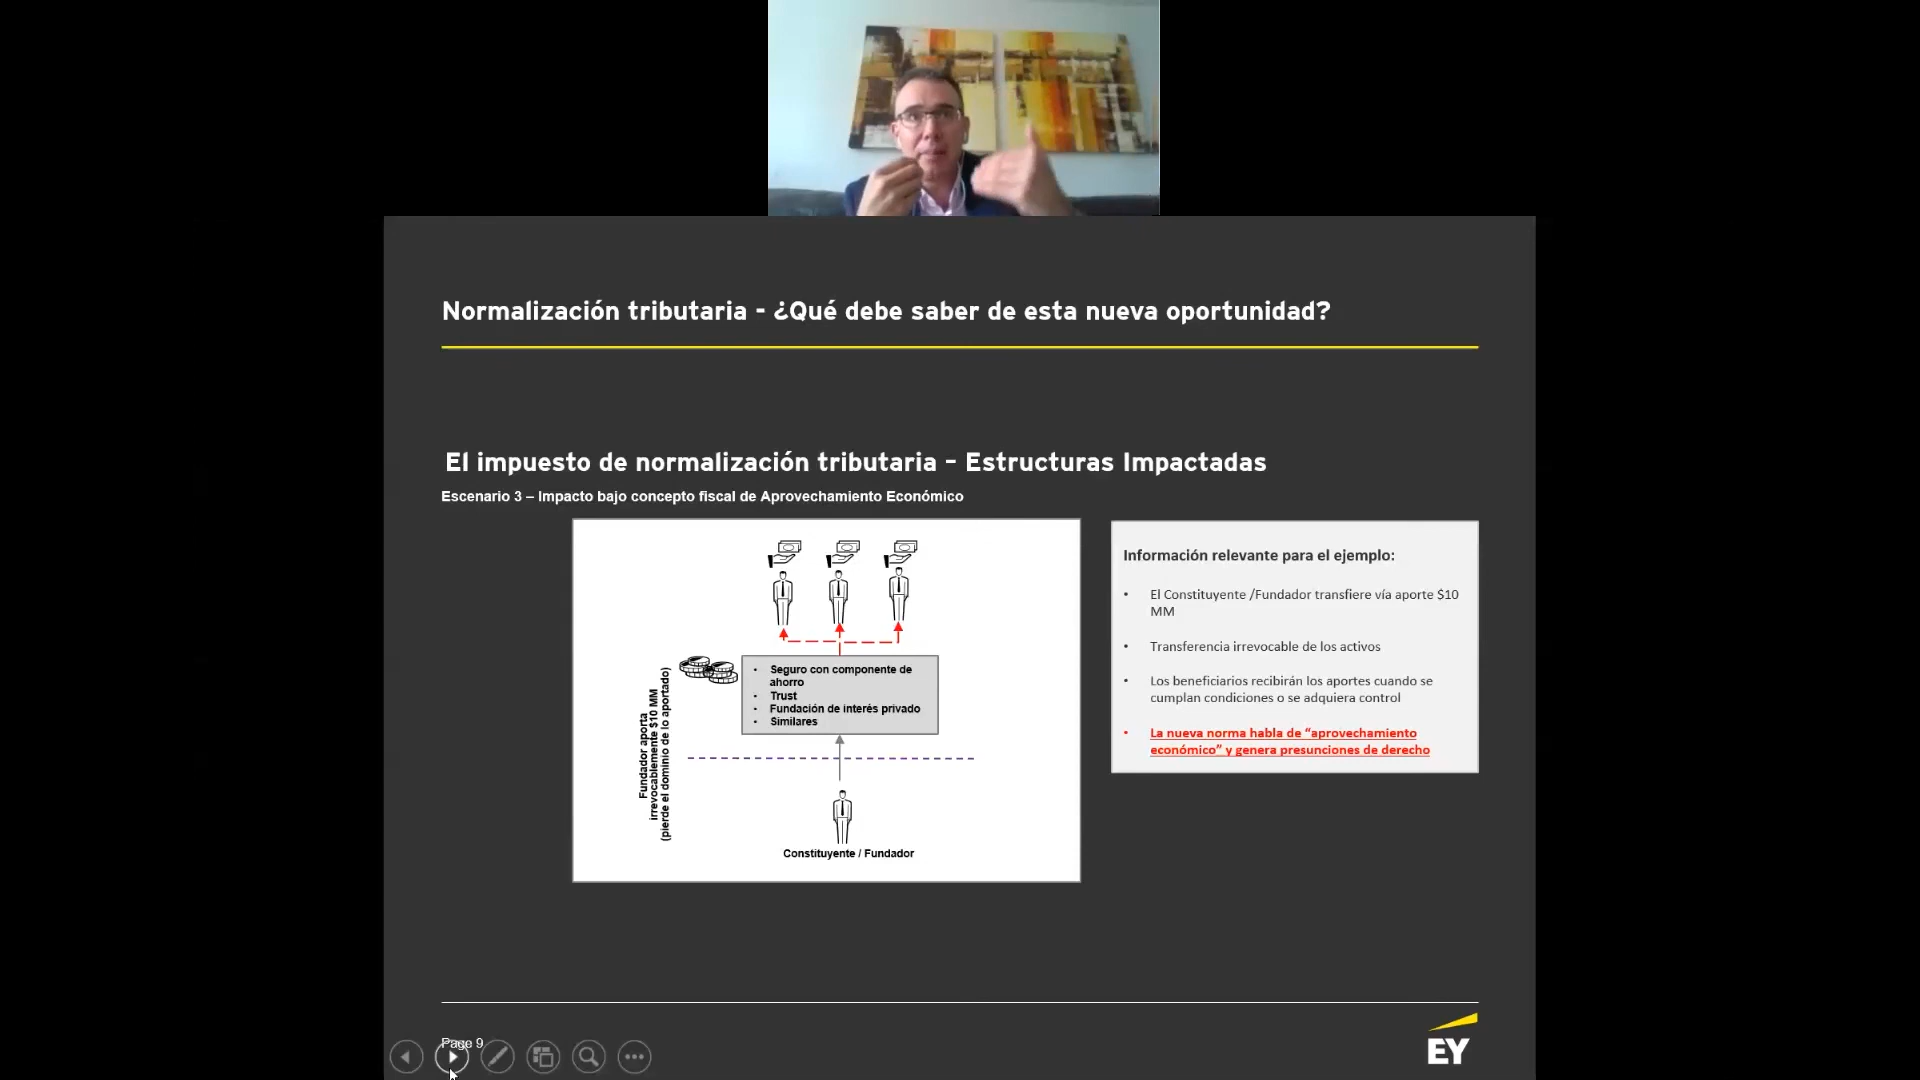 Normalización tributaria - ¿Qué debe saber de esta nueva oportunidad?
El impuesto de normalización tributaria – Estructuras Impactadas
Escenario 3 – Impacto bajo concepto fiscal de Aprovechamiento Económico
Fundador aporta
irrevocablemente $10 MM
(pierde el dominio de lo aportado)
• Seguro con componente de
ahorro
• Trust
• Fundación de interés privado
• Similares
Constituyente / Fundador
Información relevante para el ejemplo:
• El Constituyente /Fundador transfiere vía aporte $10
MM
• Transferencia irrevocable de los activos
• Los beneficiarios recibirán los aportes cuando se
cumplan condiciones o se adquiera control
• La nueva norma habla de “aprovechamiento
económico” y genera presunciones de derecho
Page 9
EY